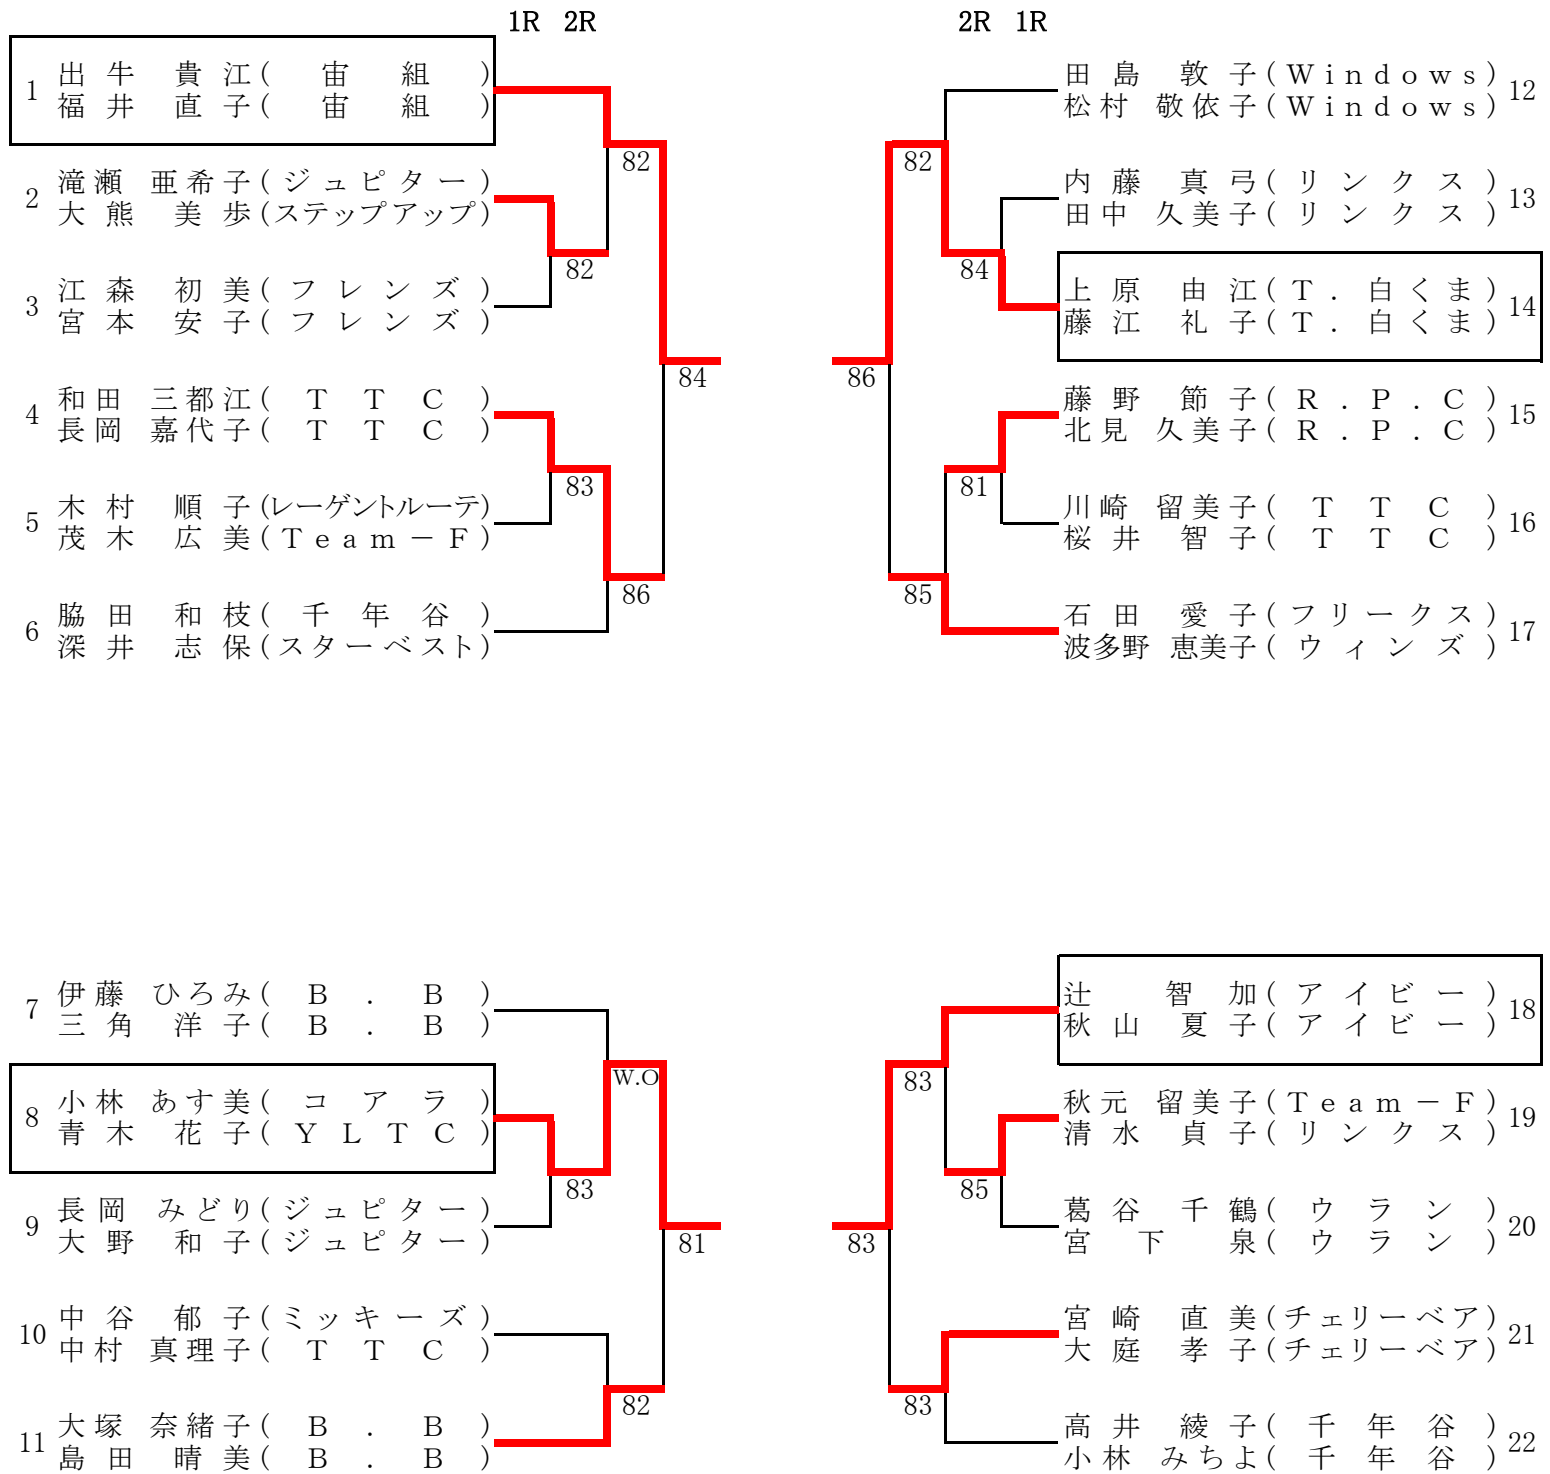 1R 2R
2R 1R
1 出牛 貴江(宙組)
福井 直子(宙組)
82
2 滝瀬 亜希子(ジュピター)
大熊 美歩(ステップアップ)
82
3 江森 初美(フレンズ)
宮本 安子(フレンズ)
84
4 和田 三都江(TTC)
長岡 嘉代子(TTC)
83
5 木村 順子(レーゲントルーテ)
茂木 広美(Team－F)
86
6 脇田 和枝(千年谷)
深井 志保(スターベスト)
田島 敦子(Windows) 12
松村 敬依子(Windows)
82
内藤 真弓(リンクス) 13
田中 久美子(リンクス)
84
上原 由江(T.白くま) 14
藤江 礼子(T.白くま)
86
藤野 節子(R.P.C) 15
北見 久美子(R.P.C)
81
川崎 留美子(TTC) 16
桜井 智子(TTC)
85
石田 愛子(フリークス) 17
波多野 恵美子(ウィンズ)
7 伊藤 ひろみ(B.B)
三角 洋子(B.B)
W.O
8 小林 あす美(コアラ)
青木 花子(YLTC)
83
9 長岡 みどり(ジュピター)
大野 和子(ジュピター)
81
10 中谷 郁子(ミッキーズ)
中村 真理子(TTC)
82
11 大塚 奈緒子(B.B)
島田 晴美(B.B)
辻 智加(アイビー) 18
秋山 夏子(アイビー)
83
秋元 留美子(Team－F) 19
清水 貞子(リンクス)
85
葛谷 千鶴(ウラン) 20
宮下 泉(ウラン)
83
宮崎 直美(チェリーベア) 21
大庭 孝子(チェリーベア)
83
高井 綾子(千年谷) 22
小林 みちよ(千年谷)